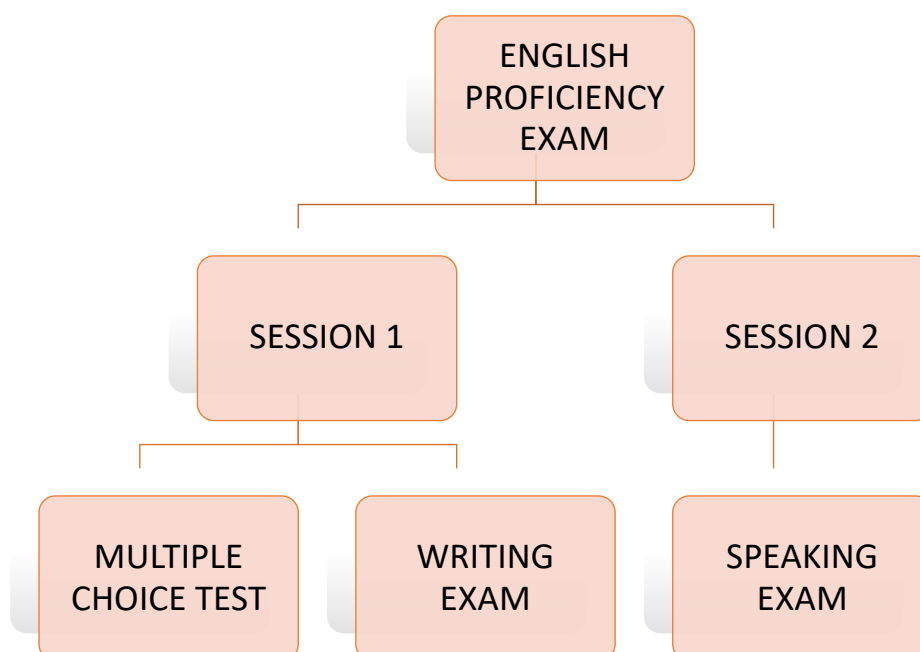 ENGLISH
PROFICIENCY
EXAM
SESSION 1
SESSION 2
MULTIPLE
CHOICE TEST
WRITING
EXAM
SPEAKING
EXAM